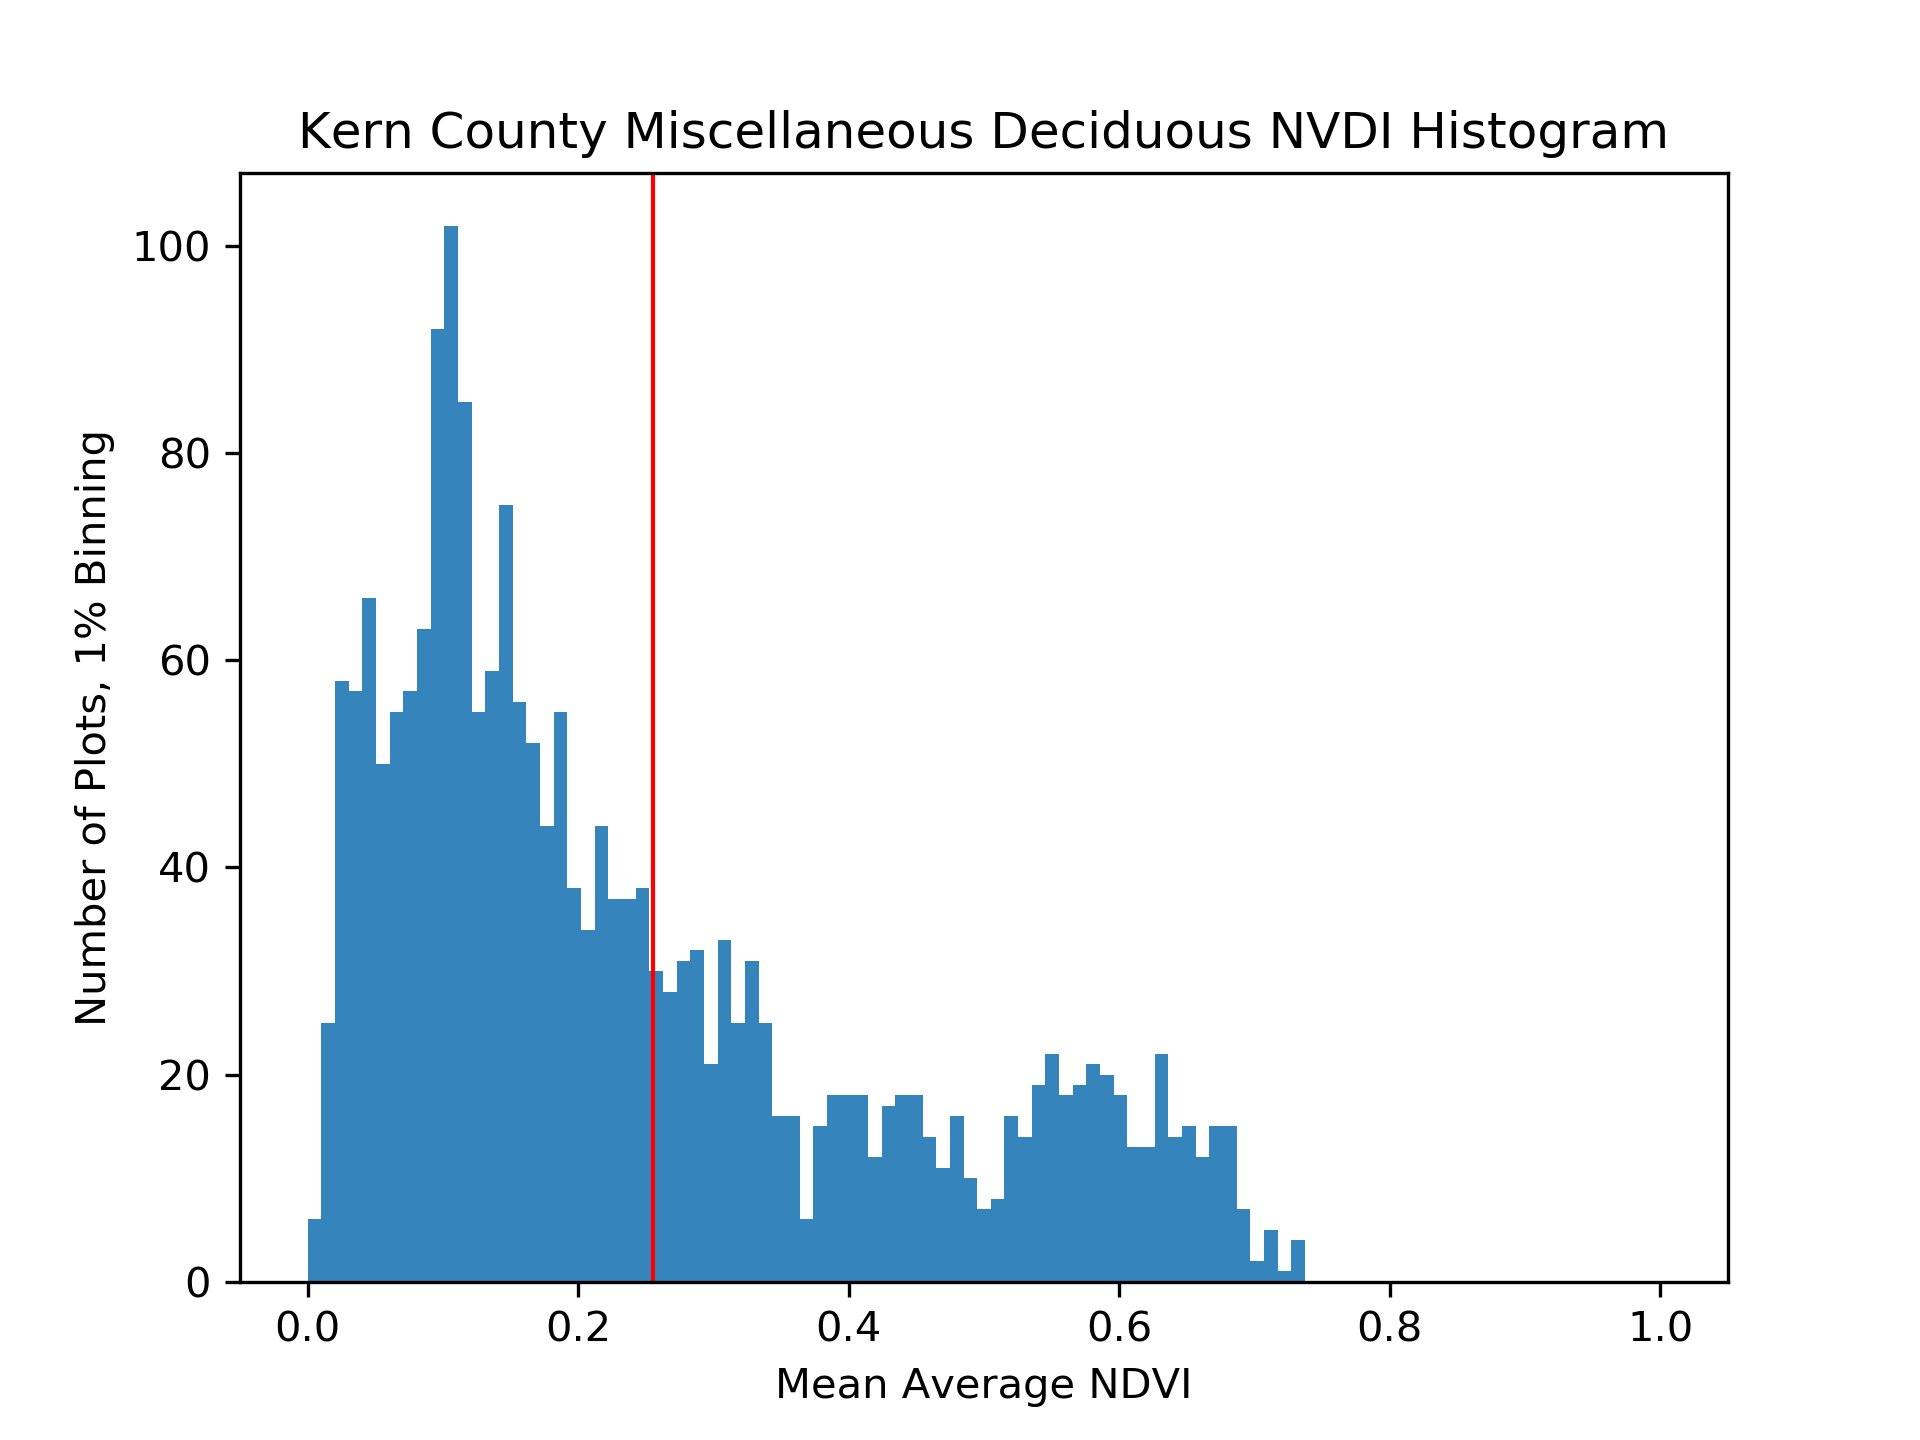 Kern County Miscellaneous Deciduous NVDI Histogram
100
80
60
40
20
0
Number of Plots, 1% Binning
0.0 0.2 0.4 0.6 0.8 1.0
Mean Average NDVI